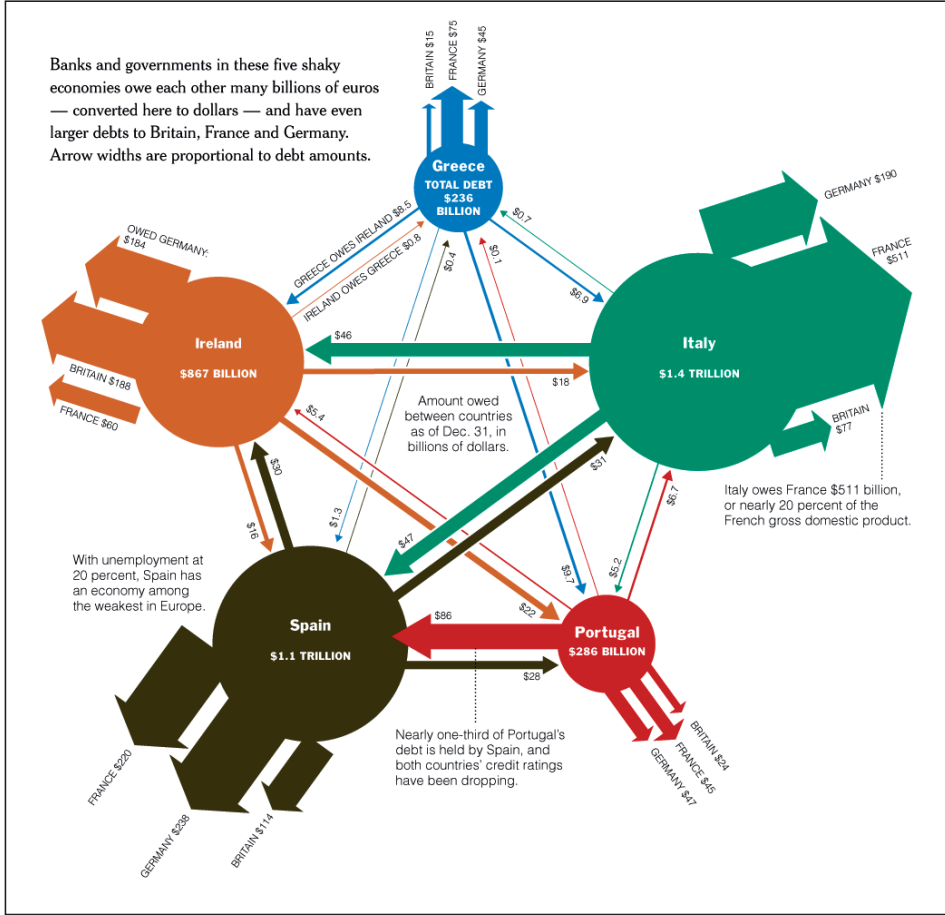 Banks and governments in these five shaky
economies owe each other many billions of euros
— converted here to dollars — and have even
larger debts to Britain, France and Germany.
Arrow widths are proportional to debt amounts.
BRITAIN $15
FRANCE $75
GERMANY $45
Greece
TOTAL DEBT
$236
BILLION
GREECE OWES IRELAND $8.5
IRELAND OWES GREECE $0.8
$0.4
$0.1
$0.7
$6.9
GERMANY $190
FRANCE
$511
OWED GERMANY:
$184
Ireland
$867 BILLION
BRITAIN $188
FRANCE $60
$46
$18
Italy
$1.4 TRILLION
BRITAIN
$77
Amount owed
between countries
as of Dec. 31, in
billions of dollars.
$5.4
$30
$16
$1.3
$47
$31
$6.7
$5.2
$9.7
$22
Italy owes France $511 billion,
or nearly 20 percent of the
French gross domestic product.
With unemployment at
20 percent, Spain has
an economy among
the weakest in Europe.
Spain
$1.1 TRILLION
$86
$28
Portugal
$286 BILLION
Nearly one-third of Portugal's
debt is held by Spain, and
both countries' credit ratings
have been dropping.
FRANCE $220
GERMANY $238
BRITAIN $114
BRITAIN $24
FRANCE $45
GERMANY $47